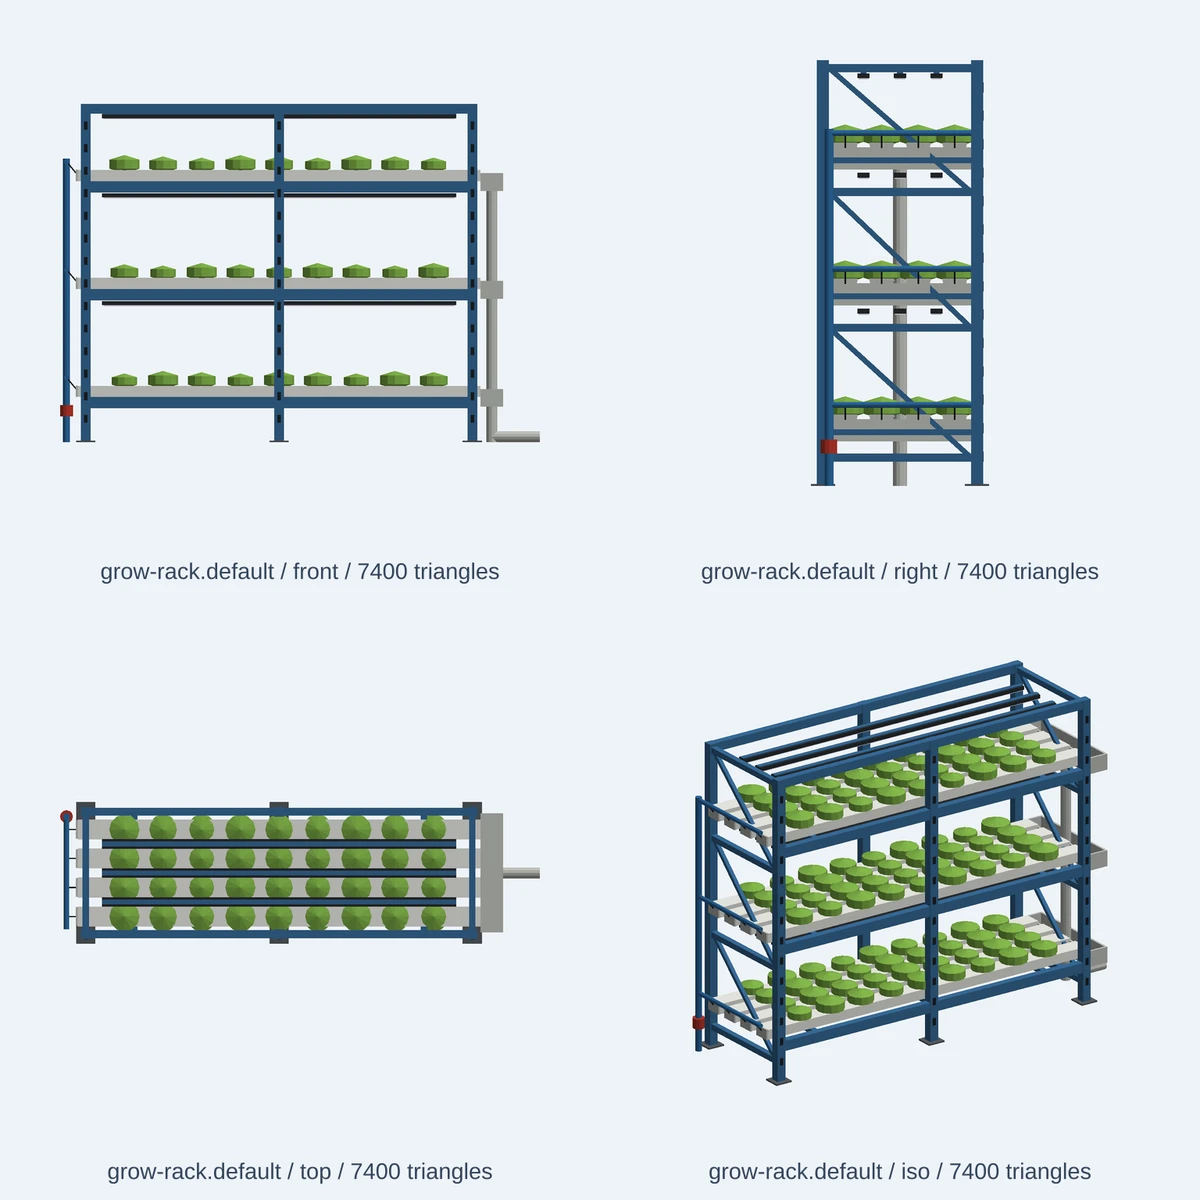 grow-rack.default / front / 7400 triangles
grow-rack.default / right / 7400 triangles
grow-rack.default / top / 7400 triangles
grow-rack.default / iso / 7400 triangles